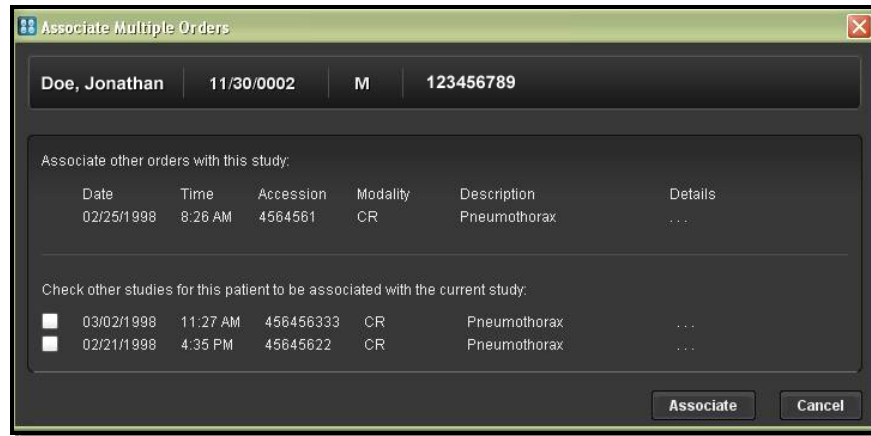 Associate Multiple Orders
Doe, Jonathan 11/30/0002 M 123456789
Associate other orders with this study:
Date Time Accession Modality Description Details
02/25/1998 8:26 AM 4564561 CR Pneumothorax ...
Check other studies for this patient to be associated with the current study:
03/02/1998 11:27 AM 456456333 CR Pneumothorax ...
02/21/1998 4:35 PM 45645622 CR Pneumothorax ...
Associate Cancel